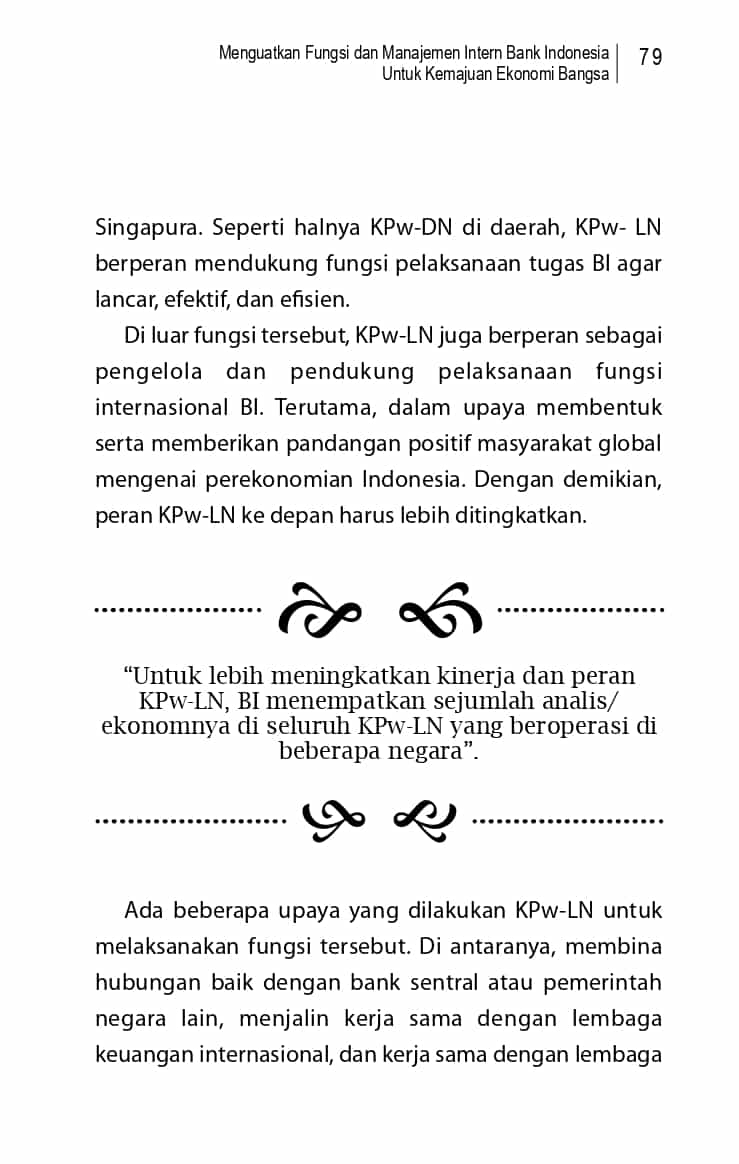 Menguatkan Fungsi dan Manajemen Intern Bank Indonesia
Untuk Kemajuan Ekonomi Bangsa
79
Singapura. Seperti halnya KPw-DN di daerah, KPw- LN
berperan mendukung fungsi pelaksanaan tugas BI agar
lancar, efektif, dan efisien.
Di luar fungsi tersebut, KPw-LN juga berperan sebagai
pengelola dan pendukung pelaksanaan fungsi
internasional BI. Terutama, dalam upaya membentuk
serta memberikan pandangan positif masyarakat global
mengenai perekonomian Indonesia. Dengan demikian,
peran KPw-LN ke depan harus lebih ditingkatkan.
“Untuk lebih meningkatkan kinerja dan peran
KPw-LN, BI menempatkan sejumlah analis/
ekonomnya di seluruh KPw-LN yang beroperasi di
beberapa negara”.
Ada beberapa upaya yang dilakukan KPw-LN untuk
melaksanakan fungsi tersebut. Di antaranya, membina
hubungan baik dengan bank sentral atau pemerintah
negara lain, menjalin kerja sama dengan lembaga
keuangan internasional, dan kerja sama dengan lembaga